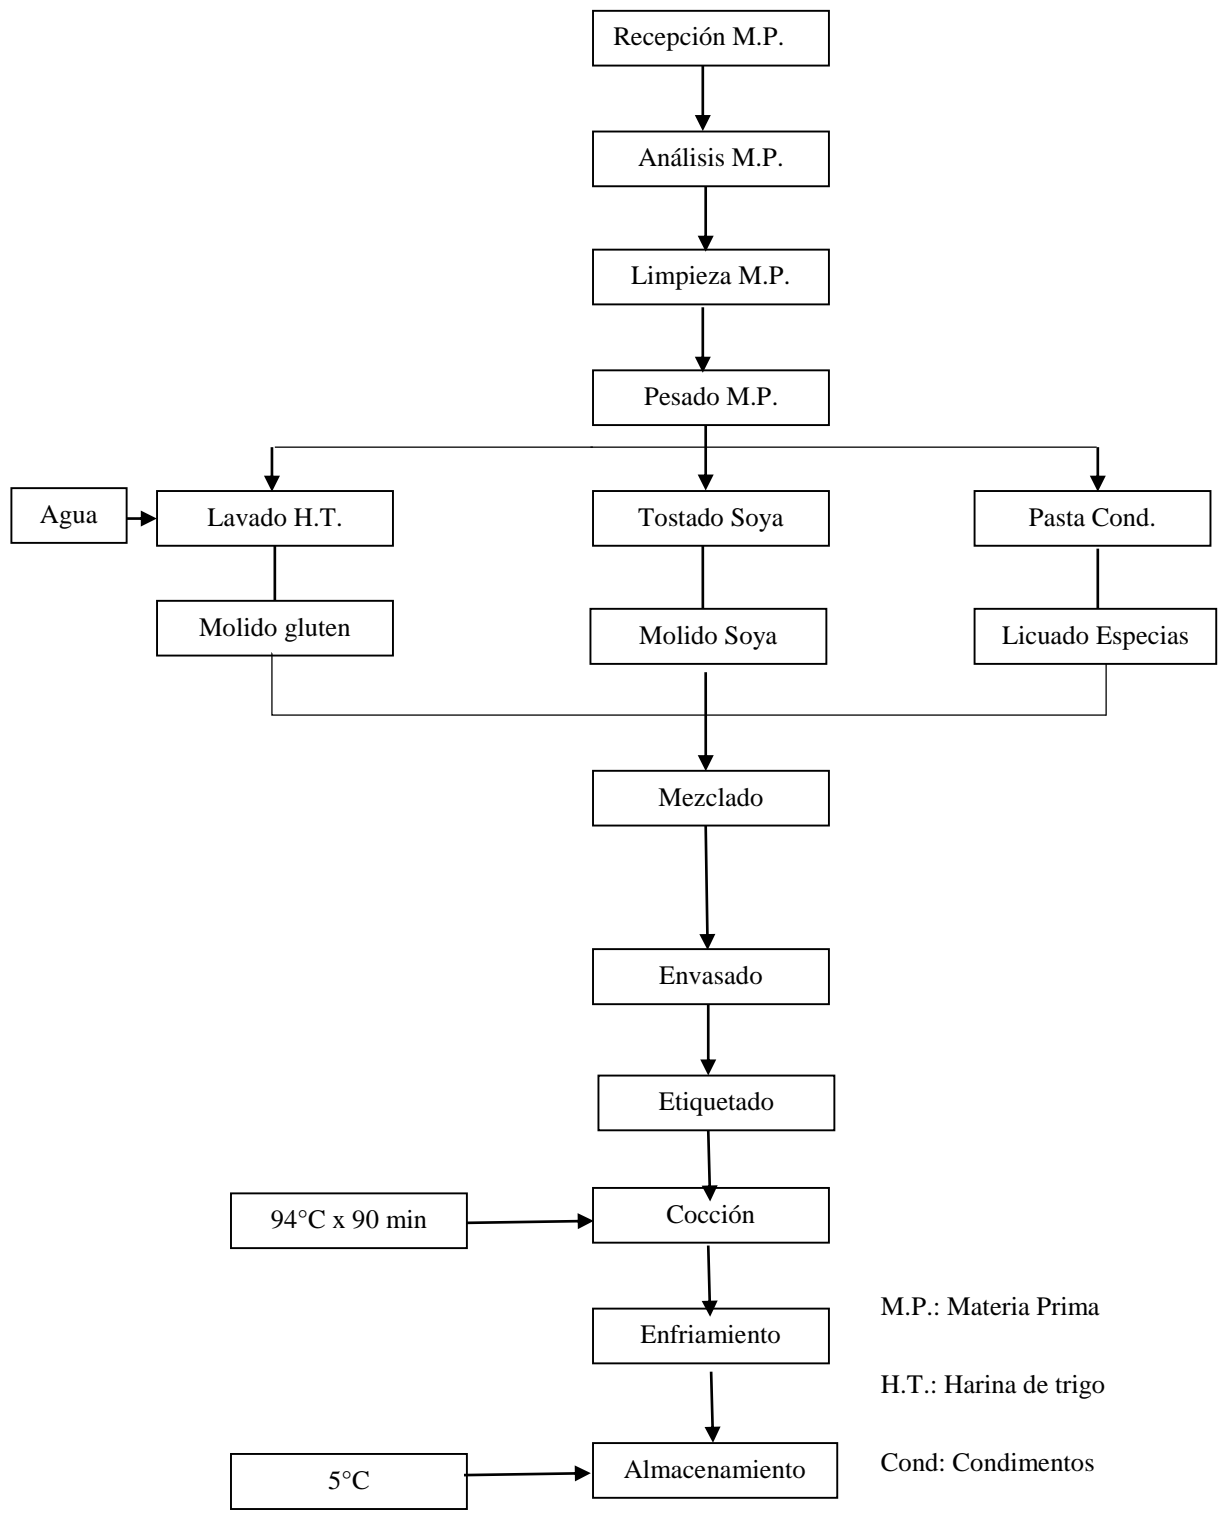 Recepción M.P.
Análisis M.P.
Limpieza M.P.
Pesado M.P.
Agua
Lavado H.T.
Tostado Soya
Pasta Cond.
Molido gluten
Molido Soya
Licuado Especias
Mezclado
Envasado
Etiquetado
94°C x 90 min
Cocción
M.P.: Materia Prima
Enfriamiento
H.T.: Harina de trigo
5°C
Almacenamiento
Cond: Condimentos